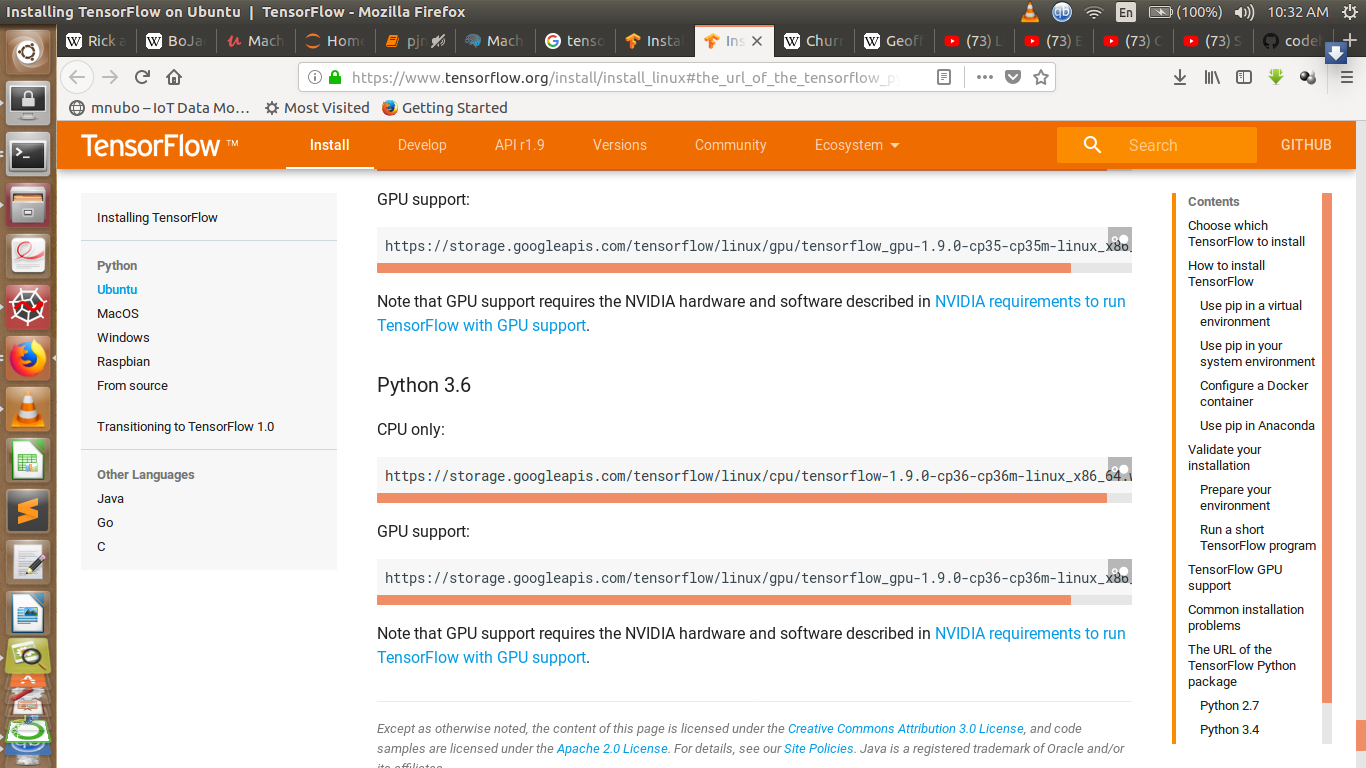 Installing TensorFlow on Ubuntu | TensorFlow - Mozilla Firefox
En
(100%)
10:32 AM
Rick a
BoJa
Mach
Home
pjr
Mach
tenso
Insta
Ins
Churn
Geoff
(73) L
(73) E
(73) C
(73) S
code
https://www.tensorflow.org/install/install_linux#the_url_of_the_tensorflow_py
mnubo – IoT Data Mo...
Most Visited
Getting Started
TensorFlow ™
Install
Develop
API r1.9
Versions
Community
Ecosystem
Search
GITHUB
Installing TensorFlow
Python
Ubuntu
MacOS
Windows
Raspbian
From source
Transitioning to TensorFlow 1.0
Other Languages
Java
Go
C
GPU support:
https://storage.googleapis.com/tensorflow/linux/gpu/tensorflow_gpu-1.9.0-cp35-cp35m-linux_x86_
Note that GPU support requires the NVIDIA hardware and software described in NVIDIA requirements to run
TensorFlow with GPU support.
Python 3.6
CPU only:
https://storage.googleapis.com/tensorflow/linux/cpu/tensorflow-1.9.0-cp36-cp36m-linux_x86_64.w
GPU support:
https://storage.googleapis.com/tensorflow/linux/gpu/tensorflow_gpu-1.9.0-cp36-cp36m-linux_x86_
Note that GPU support requires the NVIDIA hardware and software described in NVIDIA requirements to run
TensorFlow with GPU support.
Except as otherwise noted, the content of this page is licensed under the Creative Commons Attribution 3.0 License, and code
samples are licensed under the Apache 2.0 License. For details, see our Site Policies. Java is a registered trademark of Oracle and/or
its affiliates.
Contents
Choose which
TensorFlow to install
How to install
TensorFlow
Use pip in a virtual
environment
Use pip in your
system environment
Configure a Docker
container
Use pip in Anaconda
Validate your
installation
Prepare your
environment
Run a short
TensorFlow program
TensorFlow GPU
support
Common installation
problems
The URL of the
TensorFlow Python
package
Python 2.7
Python 3.4